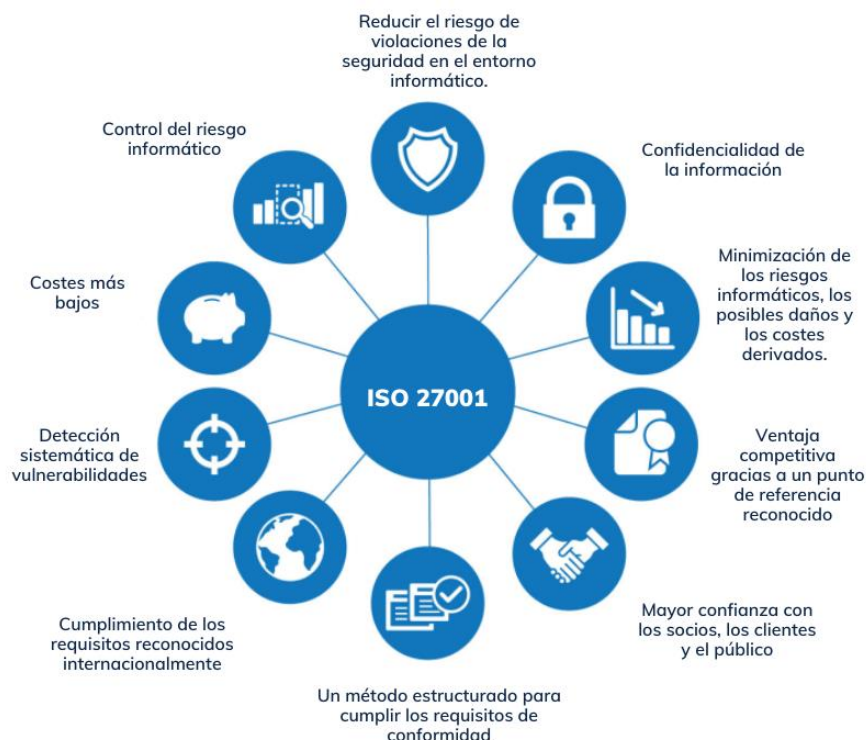 Reducir el riesgo de
violaciones de la
seguridad en el entorno
informático.
Control del riesgo
informático
Confidencialidad de
la información
Costes más
bajos
Minimización de
los riesgos
informáticos, los
posibles daños y
los costes
derivados.
ISO 27001
Detección
sistemática de
vulnerabilidades
Ventaja
competitiva
gracias a un punto
de referencia
reconocido
Cumplimiento de los
requisitos reconocidos
internacionalmente
Mayor confianza con
los socios, los clientes
y el público
Un método estructurado para
cumplir los requisitos de
conformidad